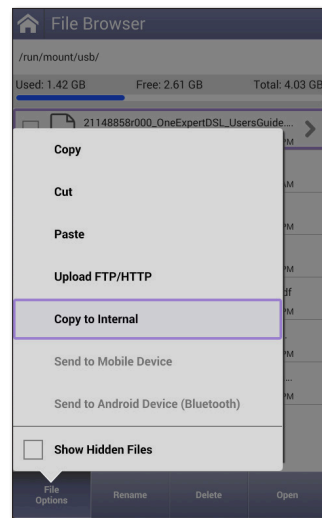 File Browser
/run/mount/usb/
Used: 1.42 GB Free: 2.61 GB Total: 4.03 GB
21148858r000_OneExpertDSL_UsersGuide....
PM
Copy
AM
Cut
PM
Paste
PM
Upload FTP/HTTP
df
PM
Copy to Internal
PM
Send to Mobile Device
...
PM
Send to Android Device (Bluetooth)
Show Hidden Files
File
Options Rename Delete Open